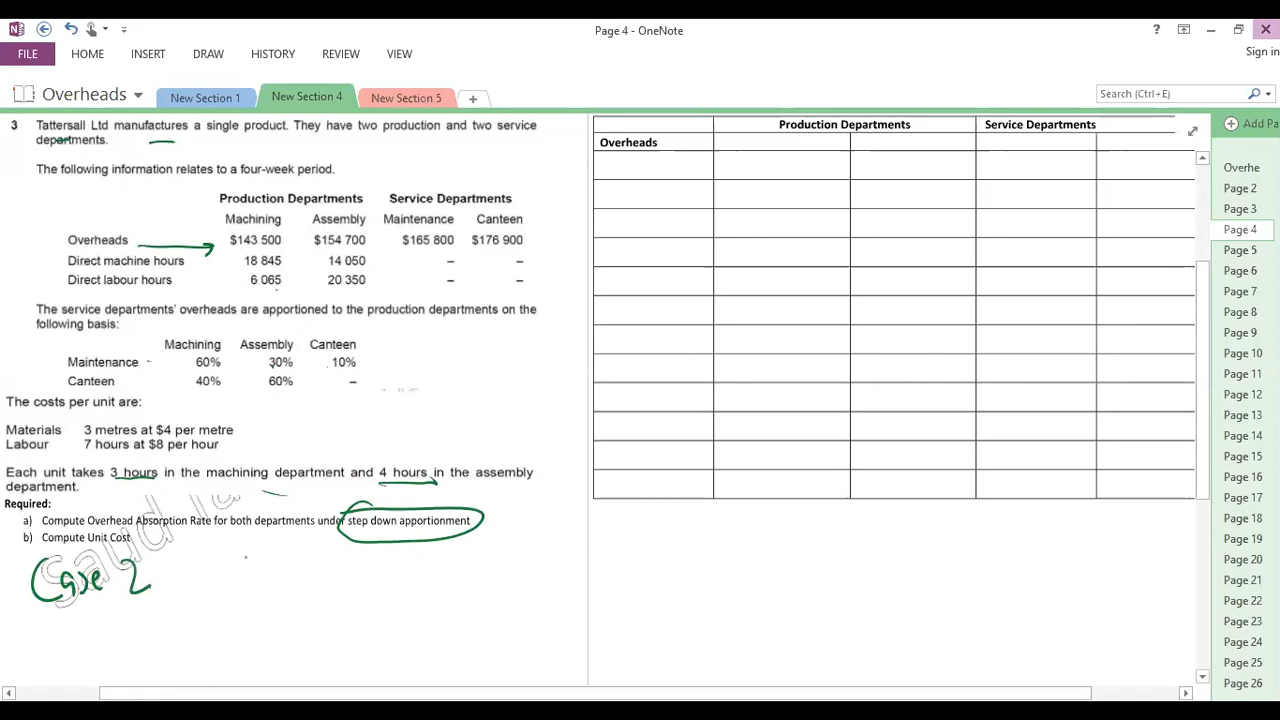 Page 4 - OneNote
?
Sign in
FILE HOME INSERT DRAW HISTORY REVIEW VIEW
Overheads New Section 1 New Section 4 New Section 5 +
Search (Ctrl+E)
3 Tattersall Ltd manufactures a single product. They have two production and two service
departments.
The following information relates to a four-week period.
Production Departments Service Departments
Machining Assembly Maintenance Canteen
Overheads $143 500 $154 700 $165 800 $176 900
Direct machine hours 18 845 14 050 – –
Direct labour hours 6 065 20 350 – –
The service departments' overheads are apportioned to the production departments on the
following basis:
Machining Assembly Canteen
Maintenance 60% 30% 10%
Canteen 40% 60% –
The costs per unit are:
Materials 3 metres at $4 per metre
Labour 7 hours at $8 per hour
Each unit takes 3 hours in the machining department and 4 hours in the assembly
department.
Required:
a) Compute Overhead Absorption Rate for both departments under step down apportionment
b) Compute Unit Cost
Saud
Case 2
Production Departments Service Departments
Overheads
Add Pa
Overhe
Page 2
Page 3
Page 4
Page 5
Page 6
Page 7
Page 8
Page 9
Page 10
Page 11
Page 12
Page 13
Page 14
Page 15
Page 16
Page 17
Page 18
Page 19
Page 20
Page 21
Page 22
Page 23
Page 24
Page 25
Page 26